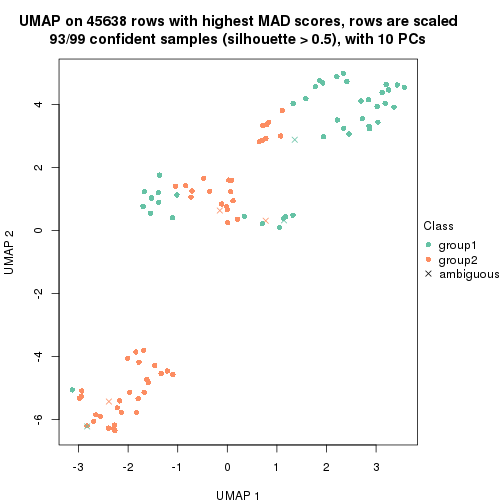 UMAP on 45638 rows with highest MAD scores, rows are scaled
93/99 confident samples (silhouette > 0.5), with 10 PCs
4
2
0
-2
-4
-6
UMAP 2
-3
-2
-1
0
1
2
3
UMAP 1
Class
group1
group2
ambiguous